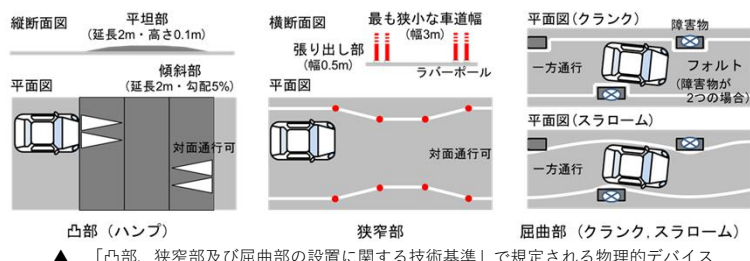 縦断面図
平坦部
(延長2m・高さ0.1m)
平面図
傾斜部
(延長2m・勾配5%)
対面通行可
凸部（ハンプ）
横断面図
最も狭小な車道幅
(幅3m)
張り出し部
(幅0.5m)
ラバーポール
平面図
対面通行可
狭窄部
平面図(クランク)
障害物
一方通行
フォルト
(障害物が
2つの場合)
平面図(スラローム)
一方通行
屈曲部（クランク，スラローム）
▲ 「凸部、狭窄部及び屈曲部の設置に関する技術基準」で規定される物理的デバイス